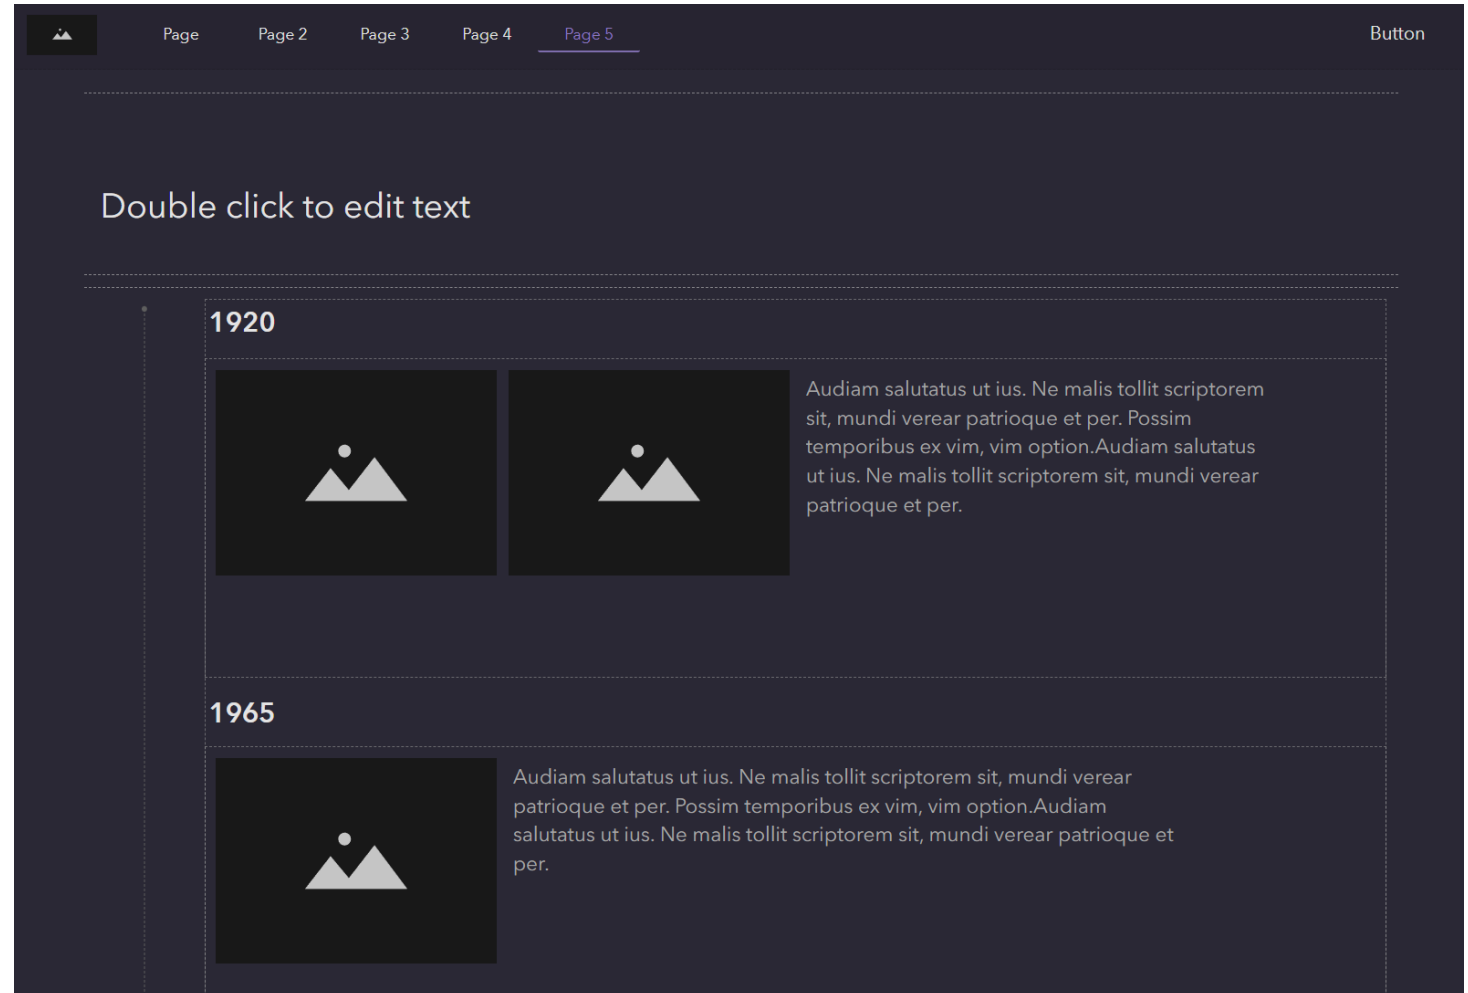 Page Page 2 Page 3 Page 4 Page 5 Button
Double click to edit text
1920
Audiam salutatus ut ius. Ne malis tollit scriptorem
sit, mundi verear patrioque et per. Possim
temporibus ex vim, vim option.Audiam salutatus
ut ius. Ne malis tollit scriptorem sit, mundi verear
patrioque et per.
1965
Audiam salutatus ut ius. Ne malis tollit scriptorem sit, mundi verear
patrioque et per. Possim temporibus ex vim, vim option.Audiam
salutatus ut ius. Ne malis tollit scriptorem sit, mundi verear patrioque et
per.